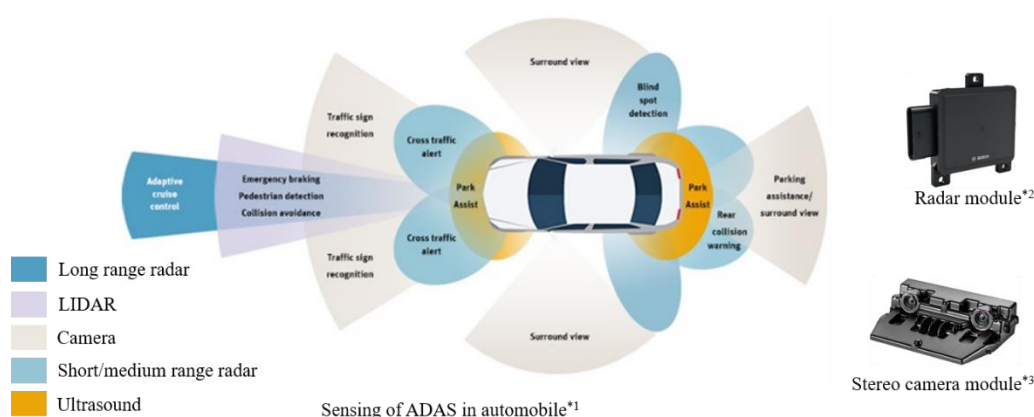 Surround view
Blind
spot
detection
Traffic sign
recognition
Cross traffic
alert
Adaptive
cruise
control
Emergency braking
Pedestrian detection
Collision avoidance
Park
Assist
Park
Assist
Parking
assistance/
surround view
Cross traffic
alert
Rear
collision
warning
Traffic sign
recognition
Surround view
Long range radar
LIDAR
Camera
Short/medium range radar
Ultrasound
Sensing of ADAS in automobile*1
BOSCH
Radar module*2
Stereo camera module*3